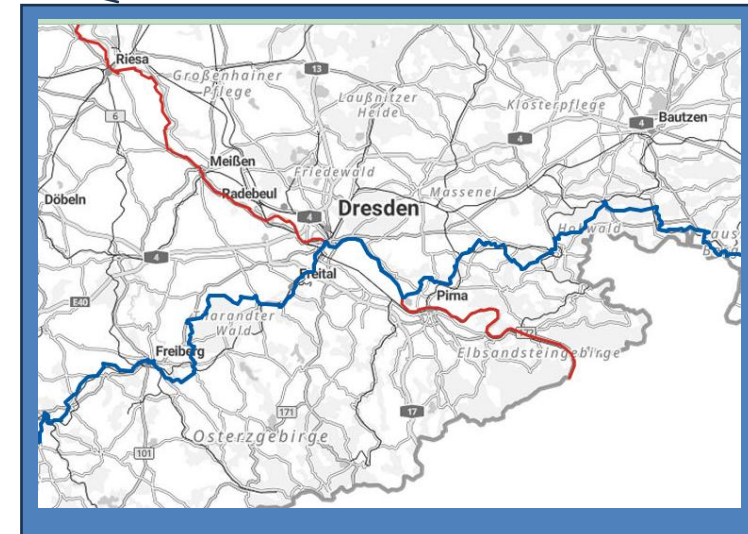 Riesa
Großenhainer
Pflege
13
Laußnitzer
Heide
Klosterpflege
6
4
4
Bautzen
Meißen
Friedewald
Massenei
Radebeul
Döbeln
4
Dresden
4
Freital
E40
Pirna
Tharandter
Wald
172
Freiberg
Elbsandsteingebirge
171
17
Osterzgebirge
101